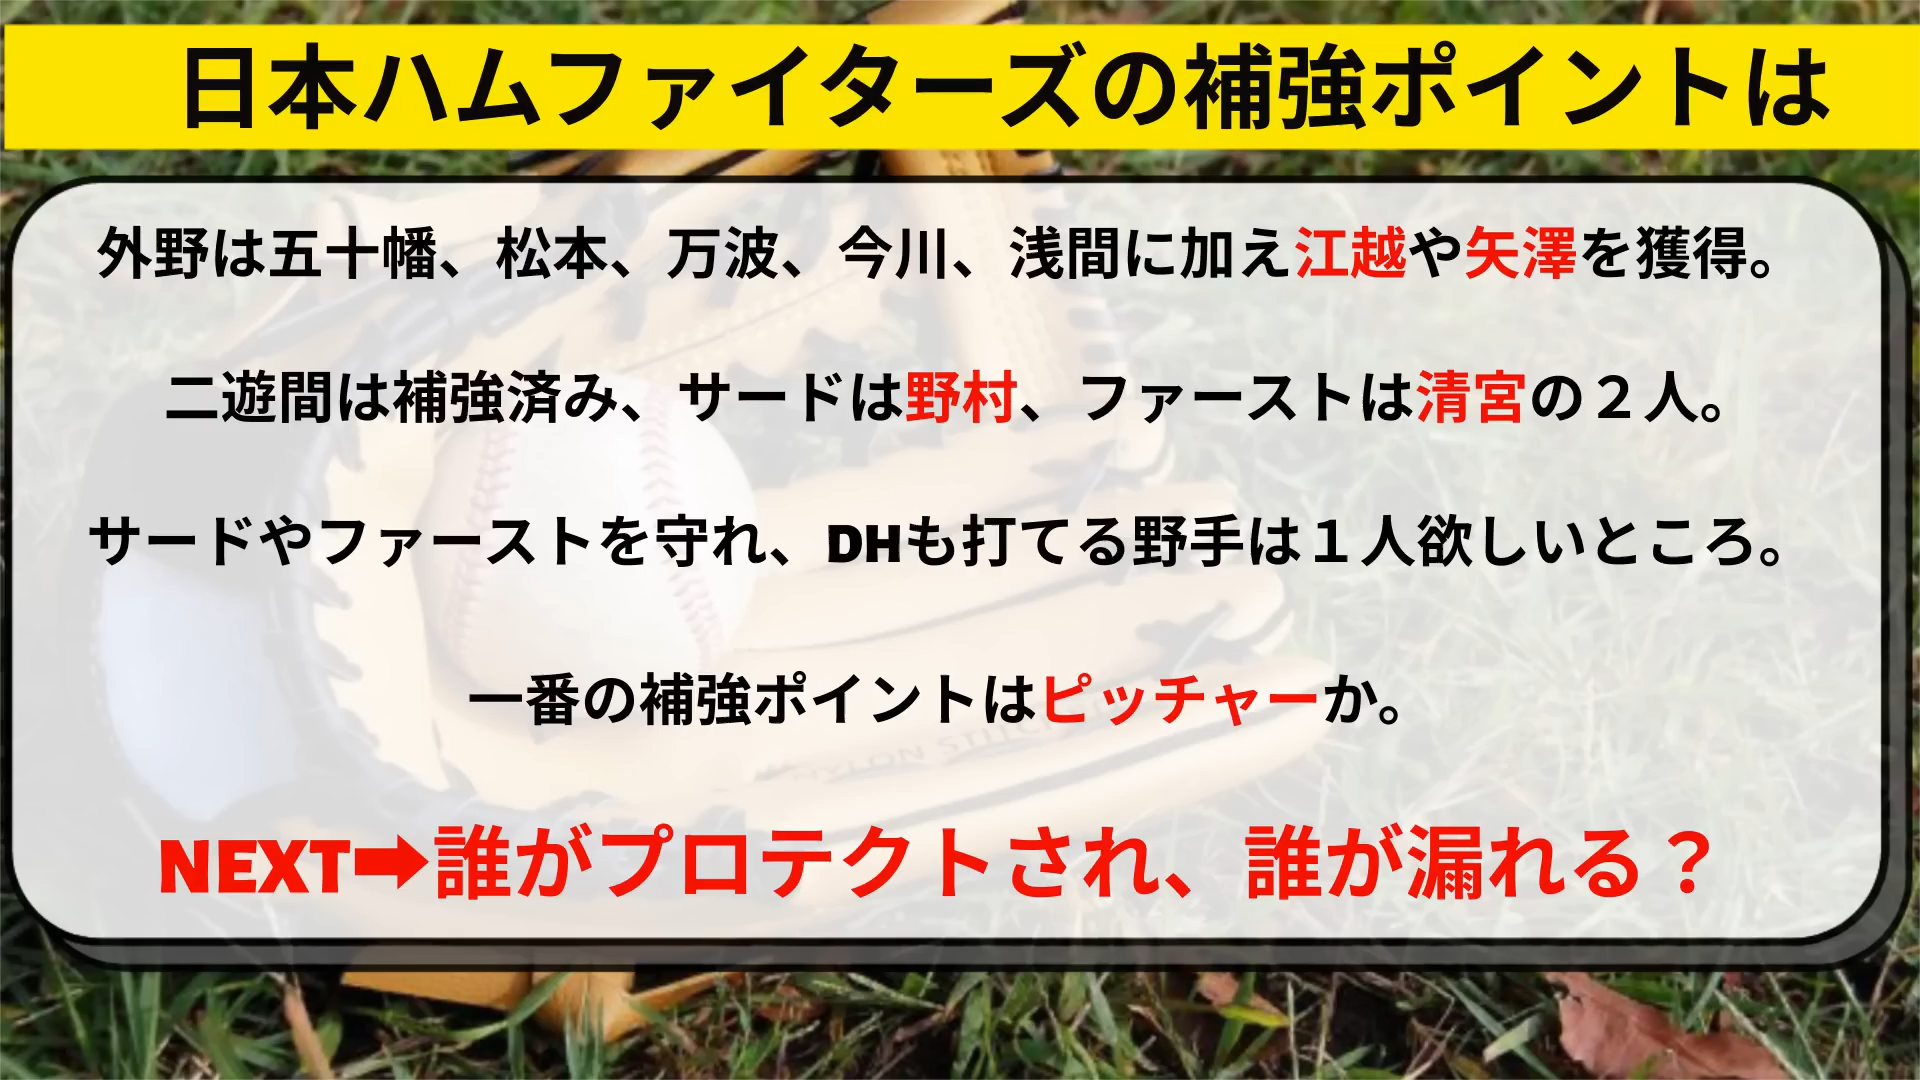 日本ハムファイターズの補強ポイントは
外野は五十幡、松本、万波、今川、浅間に加え江越や矢澤を獲得。
二遊間は補強済み、サードは野村、ファーストは清宮の２人。
サードやファーストを守れ、DHも打てる野手は１人欲しいところ。
一番の補強ポイントはピッチャーか。
NYLON STITCH
NEXT➡誰がプロテクトされ、誰が漏れる？